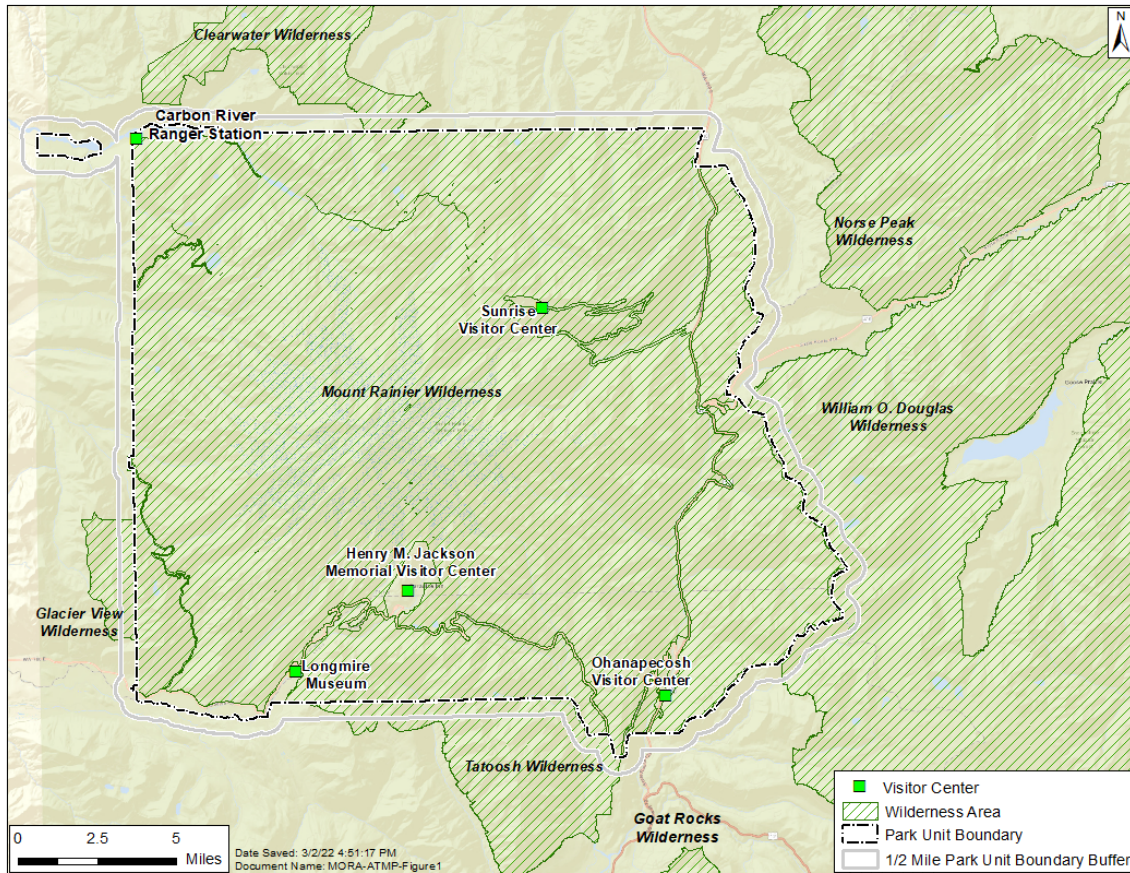 Clearwater Wilderness
N
Carbon River
Ranger Station
Norse Peak
Wilderness
Sunrise
Visitor Center
Mount Rainier Wilderness
William O. Douglas
Wilderness
Henry M. Jackson
Memorial Visitor Center
Glacier View
Wilderness
Longmire
Museum
Ohanapecosh
Visitor Center
Tatoosh Wilderness
Goat Rocks
Wilderness
Visitor Center
Wilderness Area
Park Unit Boundary
1/2 Mile Park Unit Boundary Buffer
0 2.5 5
Miles
Date Saved: 3/2/22 4:51:17 PM
Document Name: MORA-ATMP-Figure1